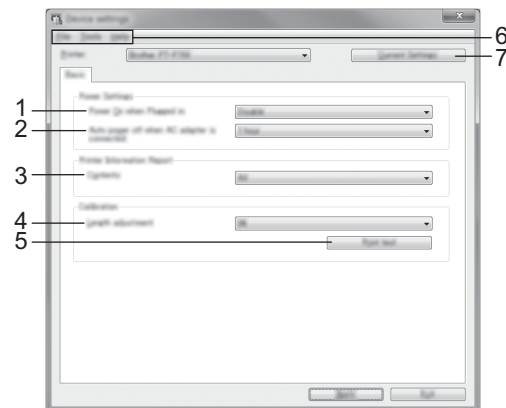 Device settings
File Tools Help
6
Printer: Brother PT-P700
Current Settings
7
Basic
Power Settings
1
Power On when Plugged in
Disable
2
Auto power off when AC adapter is connected
1 hour
Printer Information Report
3
Contents
All
Calibration
4
Length adjustment
5
Print test
Apply
Exit